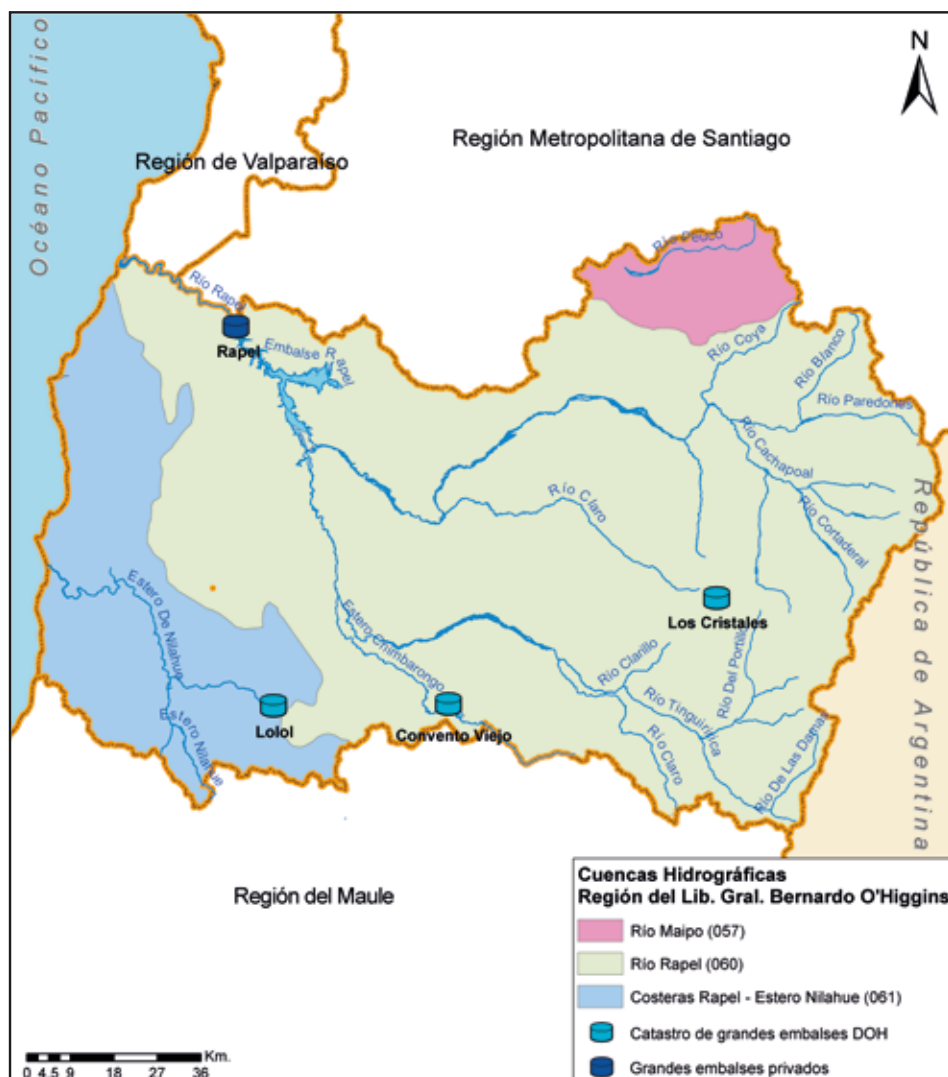 Océano Pacífico
N
Región Metropolitana de Santiago
Región de Valparaíso
Río Peuco
Río Rapel
Rapel
Embalse Rapel
Río Coya
Río Blanco
Río Paredones
Río Cachapoal
Río Claro
Río Cortaderal
República de Argentina
Los Cristales
Estero De Nilahue
Estero Chimbarongo
Río Clarillo
Río Del Portillo
Río Tinguiririca
Lolol
Convento Viejo
Estero Nilahue
Río Claro
Río De Las Damas
Región del Maule
Cuencas Hidrográficas
Región del Lib. Gral. Bernardo O'Higgins
Río Maipo (057)
Río Rapel (060)
Costeras Rapel - Estero Nilahue (061)
Catastro de grandes embalses DOH
Grandes embalses privados
Km.
0 4.5 9 18 27 36